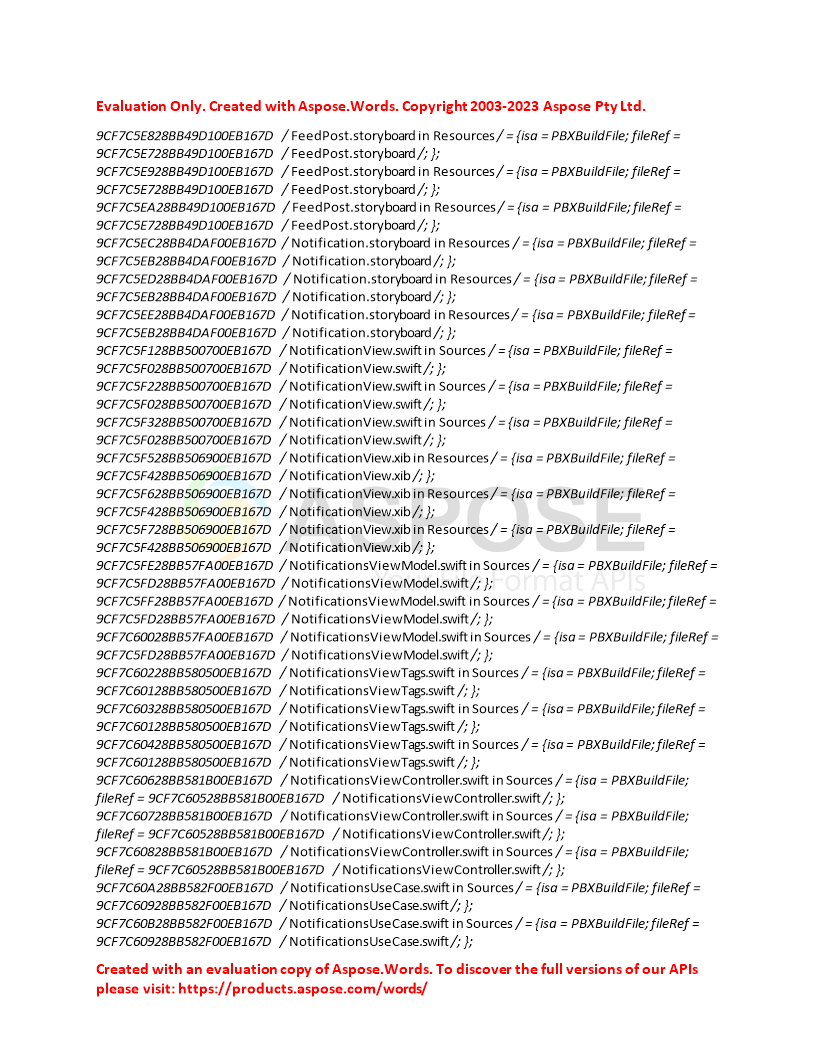 Evaluation Only. Created with Aspose.Words. Copyright 2003-2023 Aspose Pty Ltd.
9CF7C5E828BB49D100EB167D / FeedPost.storyboard in Resources / = {isa = PBXBuildFile; fileRef =
9CF7C5E728BB49D100EB167D / FeedPost.storyboard /; };
9CF7C5E928BB49D100EB167D / FeedPost.storyboard in Resources / = {isa = PBXBuildFile; fileRef =
9CF7C5E728BB49D100EB167D / FeedPost.storyboard /; };
9CF7C5EA28BB49D100EB167D / FeedPost.storyboard in Resources / = {isa = PBXBuildFile; fileRef =
9CF7C5E728BB49D100EB167D / FeedPost.storyboard /; };
9CF7C5EC28BB4DAF00EB167D / Notification.storyboard in Resources / = {isa = PBXBuildFile; fileRef =
9CF7C5EB28BB4DAF00EB167D / Notification.storyboard /; };
9CF7C5ED28BB4DAF00EB167D / Notification.storyboard in Resources / = {isa = PBXBuildFile; fileRef =
9CF7C5EB28BB4DAF00EB167D / Notification.storyboard /; };
9CF7C5EE28BB4DAF00EB167D / Notification.storyboard in Resources / = {isa = PBXBuildFile; fileRef =
9CF7C5EB28BB4DAF00EB167D / Notification.storyboard /; };
9CF7C5F128BB500700EB167D / NotificationView.swift in Sources / = {isa = PBXBuildFile; fileRef =
9CF7C5F028BB500700EB167D / NotificationView.swift /; };
9CF7C5F228BB500700EB167D / NotificationView.swift in Sources / = {isa = PBXBuildFile; fileRef =
9CF7C5F028BB500700EB167D / NotificationView.swift /; };
9CF7C5F328BB500700EB167D / NotificationView.swift in Sources / = {isa = PBXBuildFile; fileRef =
9CF7C5F028BB500700EB167D / NotificationView.swift /; };
9CF7C5F528BB506900EB167D / NotificationView.xib in Resources / = {isa = PBXBuildFile; fileRef =
9CF7C5F428BB506900EB167D / NotificationView.xib /; };
9CF7C5F628BB506900EB167D / NotificationView.xib in Resources / = {isa = PBXBuildFile; fileRef =
9CF7C5F428BB506900EB167D / NotificationView.xib /; };
9CF7C5F728BB506900EB167D / NotificationView.xib in Resources / = {isa = PBXBuildFile; fileRef =
9CF7C5F428BB506900EB167D / NotificationView.xib /; };
9CF7C5FE28BB57FA00EB167D / NotificationsViewModel.swift in Sources / = {isa = PBXBuildFile; fileRef =
9CF7C5FD28BB57FA00EB167D / NotificationsViewModel.swift /; };
9CF7C5FF28BB57FA00EB167D / NotificationsViewModel.swift in Sources / = {isa = PBXBuildFile; fileRef =
9CF7C5FD28BB57FA00EB167D / NotificationsViewModel.swift /; };
9CF7C60028BB57FA00EB167D / NotificationsViewModel.swift in Sources / = {isa = PBXBuildFile; fileRef =
9CF7C5FD28BB57FA00EB167D / NotificationsViewModel.swift /; };
9CF7C60228BB580500EB167D / NotificationsViewTags.swift in Sources / = {isa = PBXBuildFile; fileRef =
9CF7C60128BB580500EB167D / NotificationsViewTags.swift /; };
9CF7C60328BB580500EB167D / NotificationsViewTags.swift in Sources / = {isa = PBXBuildFile; fileRef =
9CF7C60128BB580500EB167D / NotificationsViewTags.swift /; };
9CF7C60428BB580500EB167D / NotificationsViewTags.swift in Sources / = {isa = PBXBuildFile; fileRef =
9CF7C60128BB580500EB167D / NotificationsViewTags.swift /; };
9CF7C60628BB581B00EB167D / NotificationsViewController.swift in Sources / = {isa = PBXBuildFile;
fileRef = 9CF7C60528BB581B00EB167D / NotificationsViewController.swift /; };
9CF7C60728BB581B00EB167D / NotificationsViewController.swift in Sources / = {isa = PBXBuildFile;
fileRef = 9CF7C60528BB581B00EB167D / NotificationsViewController.swift /; };
9CF7C60828BB581B00EB167D / NotificationsViewController.swift in Sources / = {isa = PBXBuildFile;
fileRef = 9CF7C60528BB581B00EB167D / NotificationsViewController.swift /; };
9CF7C60A28BB582F00EB167D / NotificationsUseCase.swift in Sources / = {isa = PBXBuildFile; fileRef =
9CF7C60928BB582F00EB167D / NotificationsUseCase.swift /; };
9CF7C60B28BB582F00EB167D / NotificationsUseCase.swift in Sources / = {isa = PBXBuildFile; fileRef =
9CF7C60928BB582F00EB167D / NotificationsUseCase.swift /; };
ASPOSE
Format APIs
Created with an evaluation copy of Aspose.Words. To discover the full versions of our APIs
please visit: https://products.aspose.com/words/